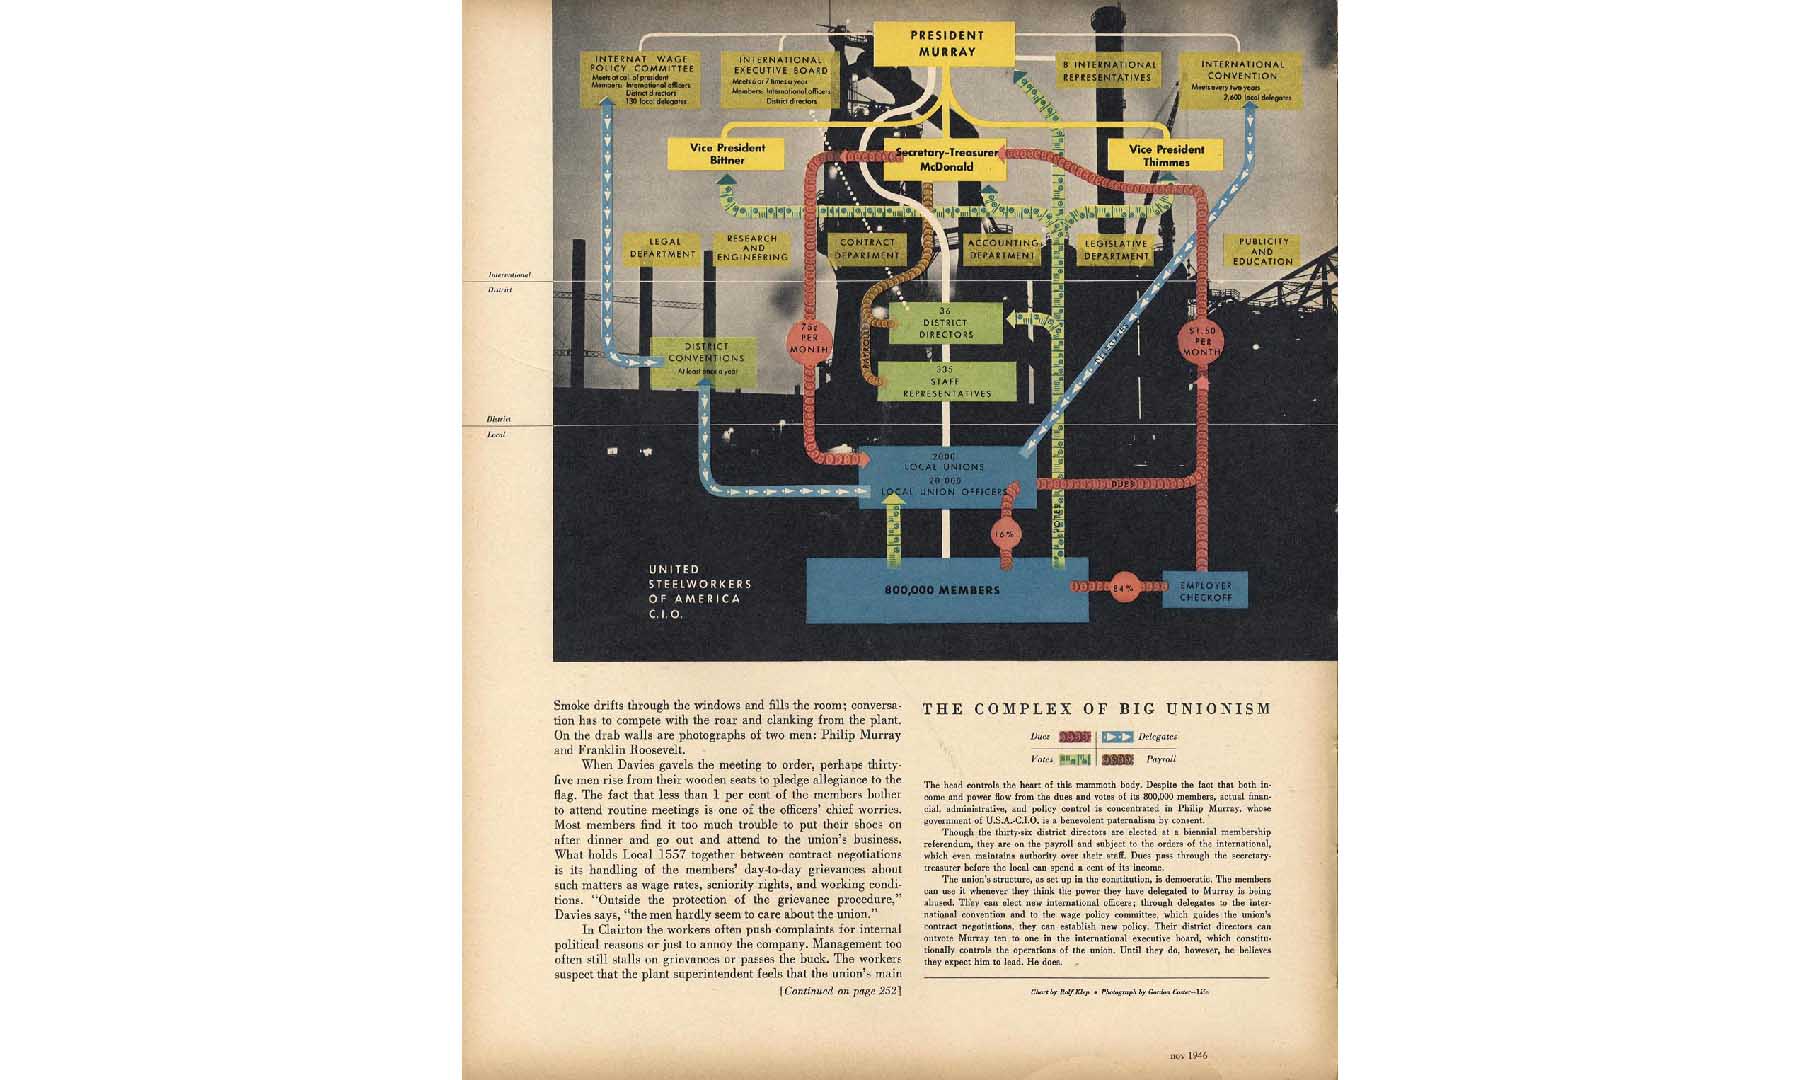 PRESIDENT
MURRAY
INTERNAT WAGE
POLICY COMMITTEE
Meets at call of president
Members: International officers
District directors
130 local delegates
INTERNATIONAL
EXECUTIVE BOARD
Meets 6 or 7 times a year
Members: International officers
District directors
8 INTERNATIONAL
REPRESENTATIVES
INTERNATIONAL
CONVENTION
Meets every two years
2,600 local delegates
Vice President
Bittner
Secretary-Treasurer
McDonald
Vice President
Thimmes
LEGAL
DEPARTMENT
RESEARCH
AND
ENGINEERING
CONTRACT
DEPARTMENT
ACCOUNTING
DEPARTMENT
LEGISLATIVE
DEPARTMENT
PUBLICITY
AND
EDUCATION
International
District
36
DISTRICT
DIRECTORS
75¢
PER
MONTH
$1.50
PER
MONTH
PAYROLL
DISTRICT
CONVENTIONS
At least once a year
335
STAFF
REPRESENTATIVES
District
Local
2000
LOCAL UNIONS
20,000
LOCAL UNION OFFICERS
DUES
VOTES
16%
UNITED
STEELWORKERS
OF AMERICA
C.I.O.
800,000 MEMBERS
84%
EMPLOYER
CHECKOFF
Smoke drifts through the windows and fills the room; conversa-
tion has to compete with the roar and clanking from the plant.
On the drab walls are photographs of two men: Philip Murray
and Franklin Roosevelt.
When Davies gavels the meeting to order, perhaps thirty-
five men rise from their wooden seats to pledge allegiance to the
flag. The fact that less than 1 per cent of the members bother
to attend routine meetings is one of the officers' chief worries.
Most members find it too much trouble to put their shoes on
after dinner and go out and attend to the union's business.
What holds Local 1557 together between contract negotiations
is its handling of the members' day-to-day grievances about
such matters as wage rates, seniority rights, and working condi-
tions. "Outside the protection of the grievance procedure,"
Davies says, "the men hardly seem to care about the union."
In Clairton the workers often push complaints for internal
political reasons or just to annoy the company. Management too
often still stalls on grievances or passes the buck. The workers
suspect that the plant superintendent feels that the union's main
[Continued on page 252]
THE COMPLEX OF BIG UNIONISM
Dues Delegates
Votes Payroll
The head controls the heart of this mammoth body. Despite the fact that both in-
come and power flow from the dues and votes of its 800,000 members, actual finan-
cial, administrative, and policy control is concentrated in Philip Murray, whose
government of U.S.A.-C.I.O. is a benevolent paternalism by consent.
Though the thirty-six district directors are elected at a biennial membership
referendum, they are on the payroll and subject to the orders of the international,
which even maintains authority over their staff. Dues pass through the secretary-
treasurer before the local can spend a cent of its income.
The union's structure, as set up in the constitution, is democratic. The members
can use it whenever they think the power they have delegated to Murray is being
abused. They can elect new international officers; through delegates to the inter-
national convention and to the wage policy committee, which guides the union's
contract negotiations, they can establish new policy. Their district directors can
outvote Murray ten to one in the international executive board, which constitu-
tionally controls the operations of the union. Until they do, however, he believes
they expect him to lead. He does.
Chart by Rolf Klep • Photograph by Gordon Coster—Life
nov 1946